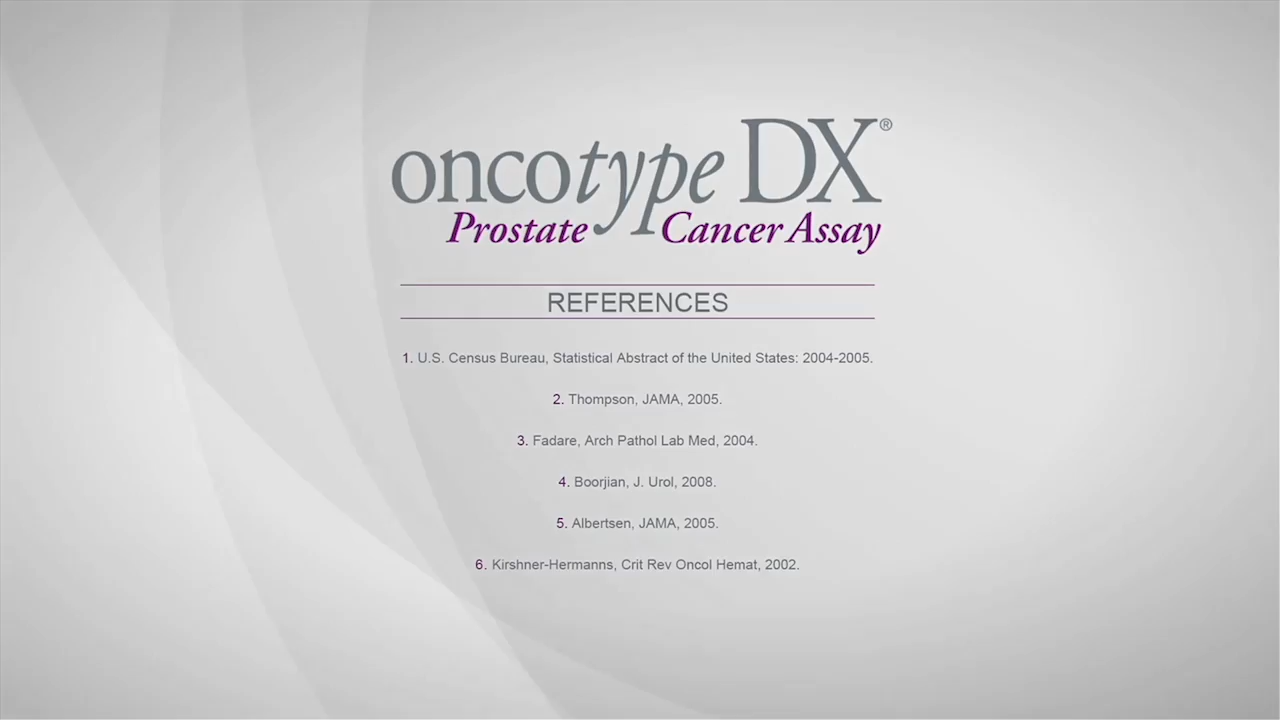 oncotype DX®
Prostate Cancer Assay
REFERENCES
1. U.S. Census Bureau, Statistical Abstract of the United States: 2004-2005.
2. Thompson, JAMA, 2005.
3. Fadare, Arch Pathol Lab Med, 2004.
4. Boorjian, J. Urol, 2008.
5. Albertsen, JAMA, 2005.
6. Kirshner-Hermanns, Crit Rev Oncol Hemat, 2002.